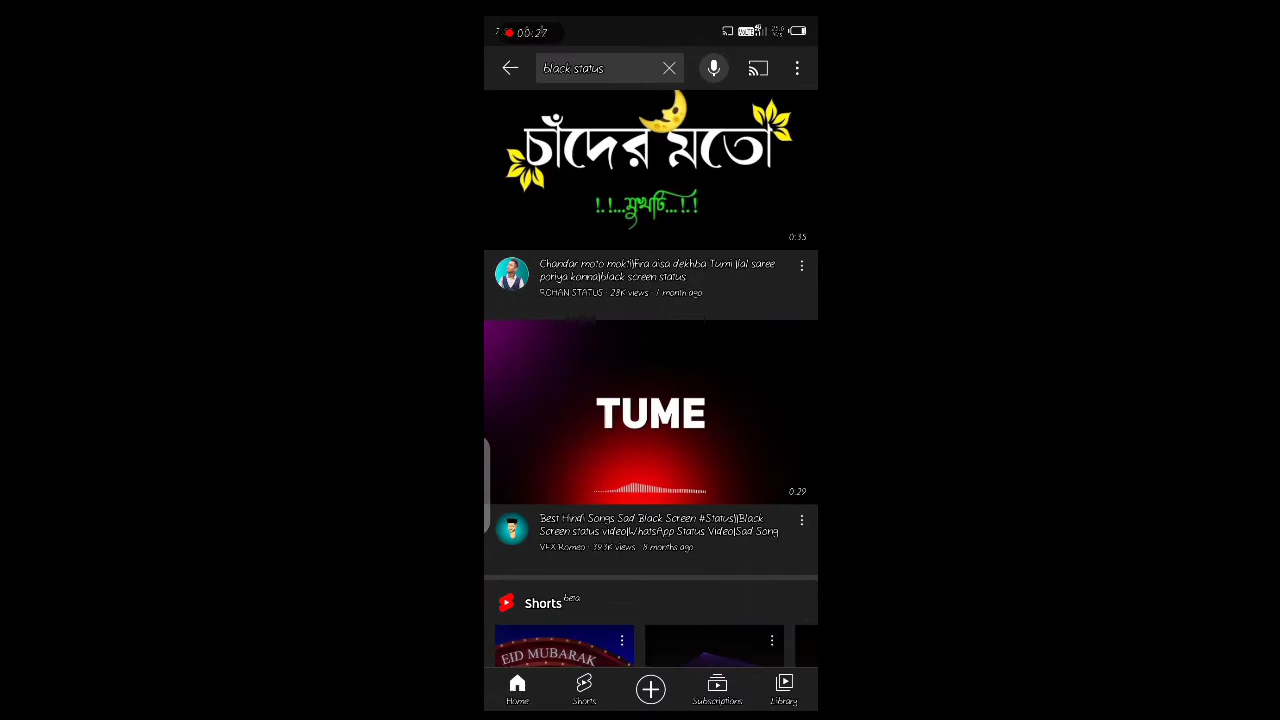 00:27
black status
চাঁদের মতো
!.!...মুখটি...!.!
0:35
Chandar moto mokti|Fira aisa dekhba Tumi |lal saree
poriya konna|black screen status
ROHAN STATUS · 28K views · 1 month ago
TUME
0:29
Best Hindi Songs Sad Black Screen #Status||Black
Screen status video|WhatsApp Status Video|Sad Song
VFX Romeo · 393K views · 8 months ago
Shorts beta
EID MUBARAK
Home
Shorts
Subscriptions
Library